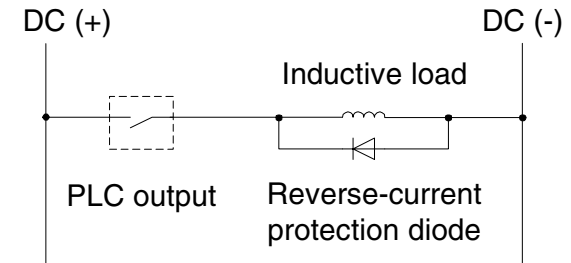 DC (+)
DC (-)
Inductive load
PLC output
Reverse-current
protection diode